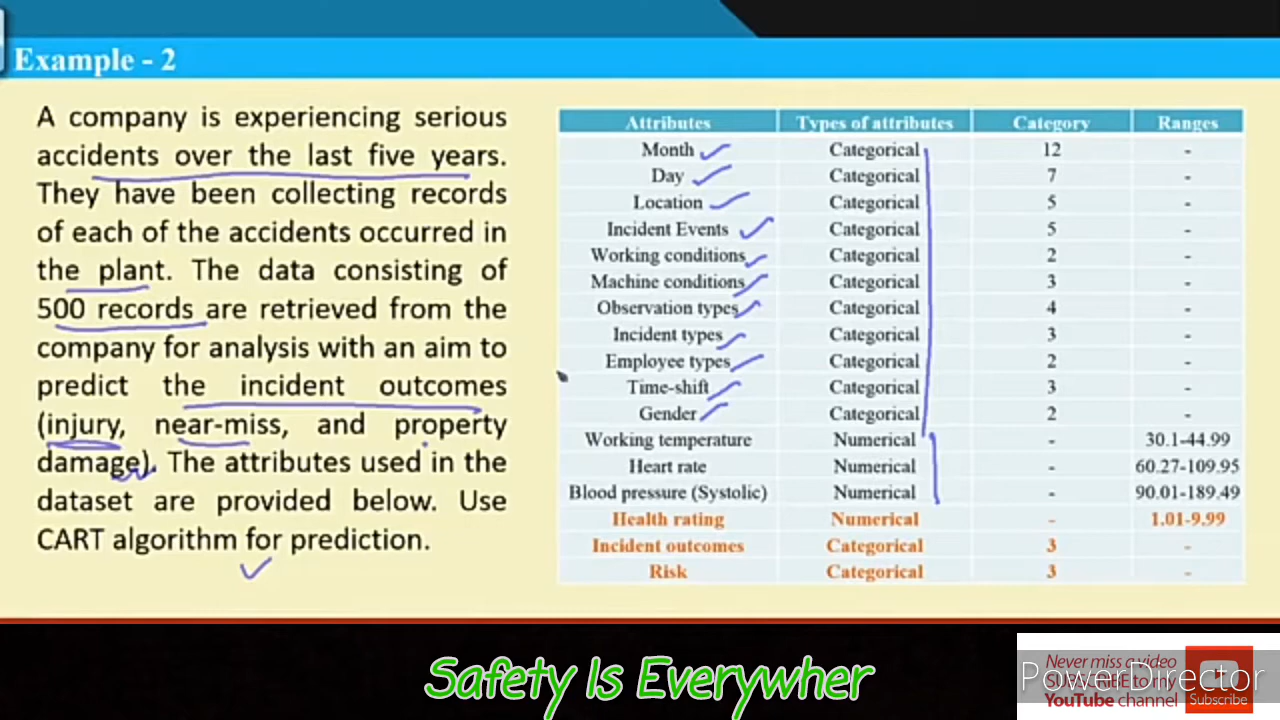 Example - 2
A company is experiencing serious
accidents over the last five years.
They have been collecting records
of each of the accidents occurred in
the plant. The data consisting of
500 records are retrieved from the
company for analysis with an aim to
predict the incident outcomes
(injury, near-miss, and property
damage). The attributes used in the
dataset are provided below. Use
CART algorithm for prediction.
Attributes Types of attributes Category Ranges
Month Categorical 12 -
Day Categorical 7 -
Location Categorical 5 -
Incident Events Categorical 5 -
Working conditions Categorical 2 -
Machine conditions Categorical 3 -
Observation types Categorical 4 -
Incident types Categorical 3 -
Employee types Categorical 2 -
Time-shift Categorical 3 -
Gender Categorical 2 -
Working temperature Numerical - 30.1-44.99
Heart rate Numerical - 60.27-109.95
Blood pressure (Systolic) Numerical - 90.01-189.49
Health rating Numerical - 1.01-9.99
Incident outcomes Categorical 3 -
Risk Categorical 3 -
Safety Is Everywher
Never miss a video
SUBSCRIBE to my
YouTube channel
Subscribe
PowerDirector